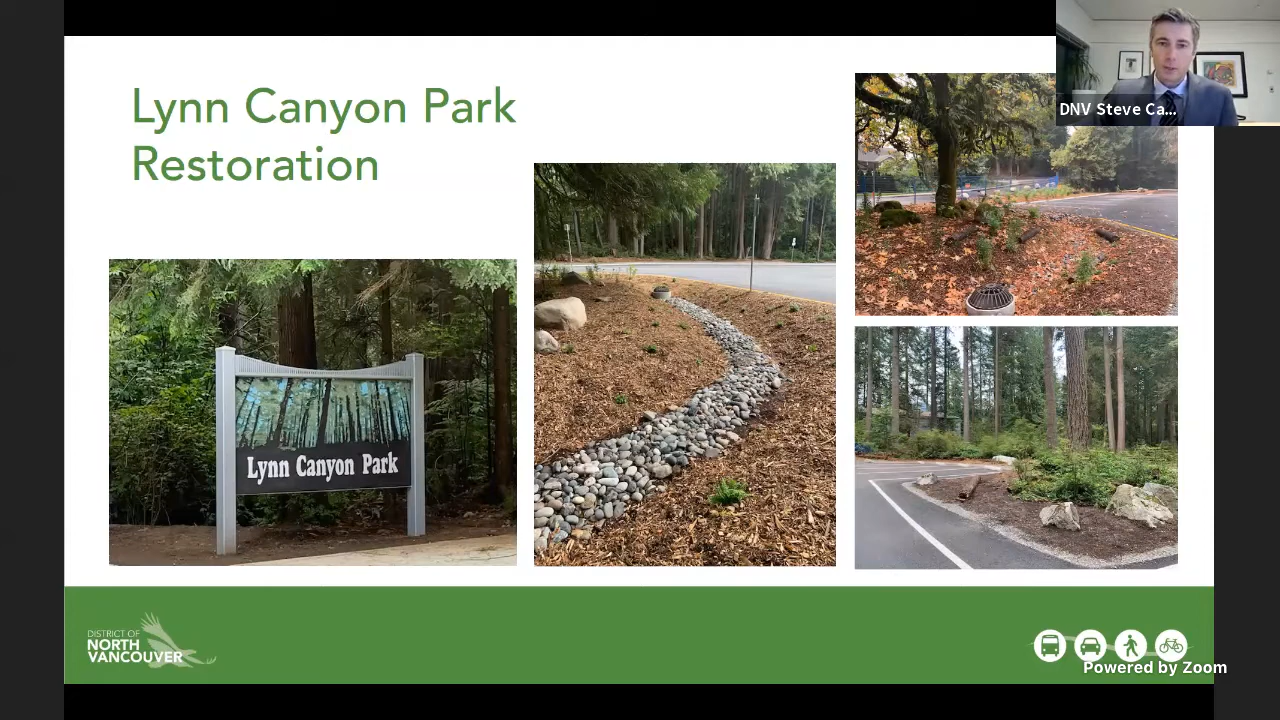 Lynn Canyon Park
Restoration
DNV Steve Ca...
Lynn Canyon Park
DISTRICT OF
NORTH
VANCOUVER
Powered by Zoom